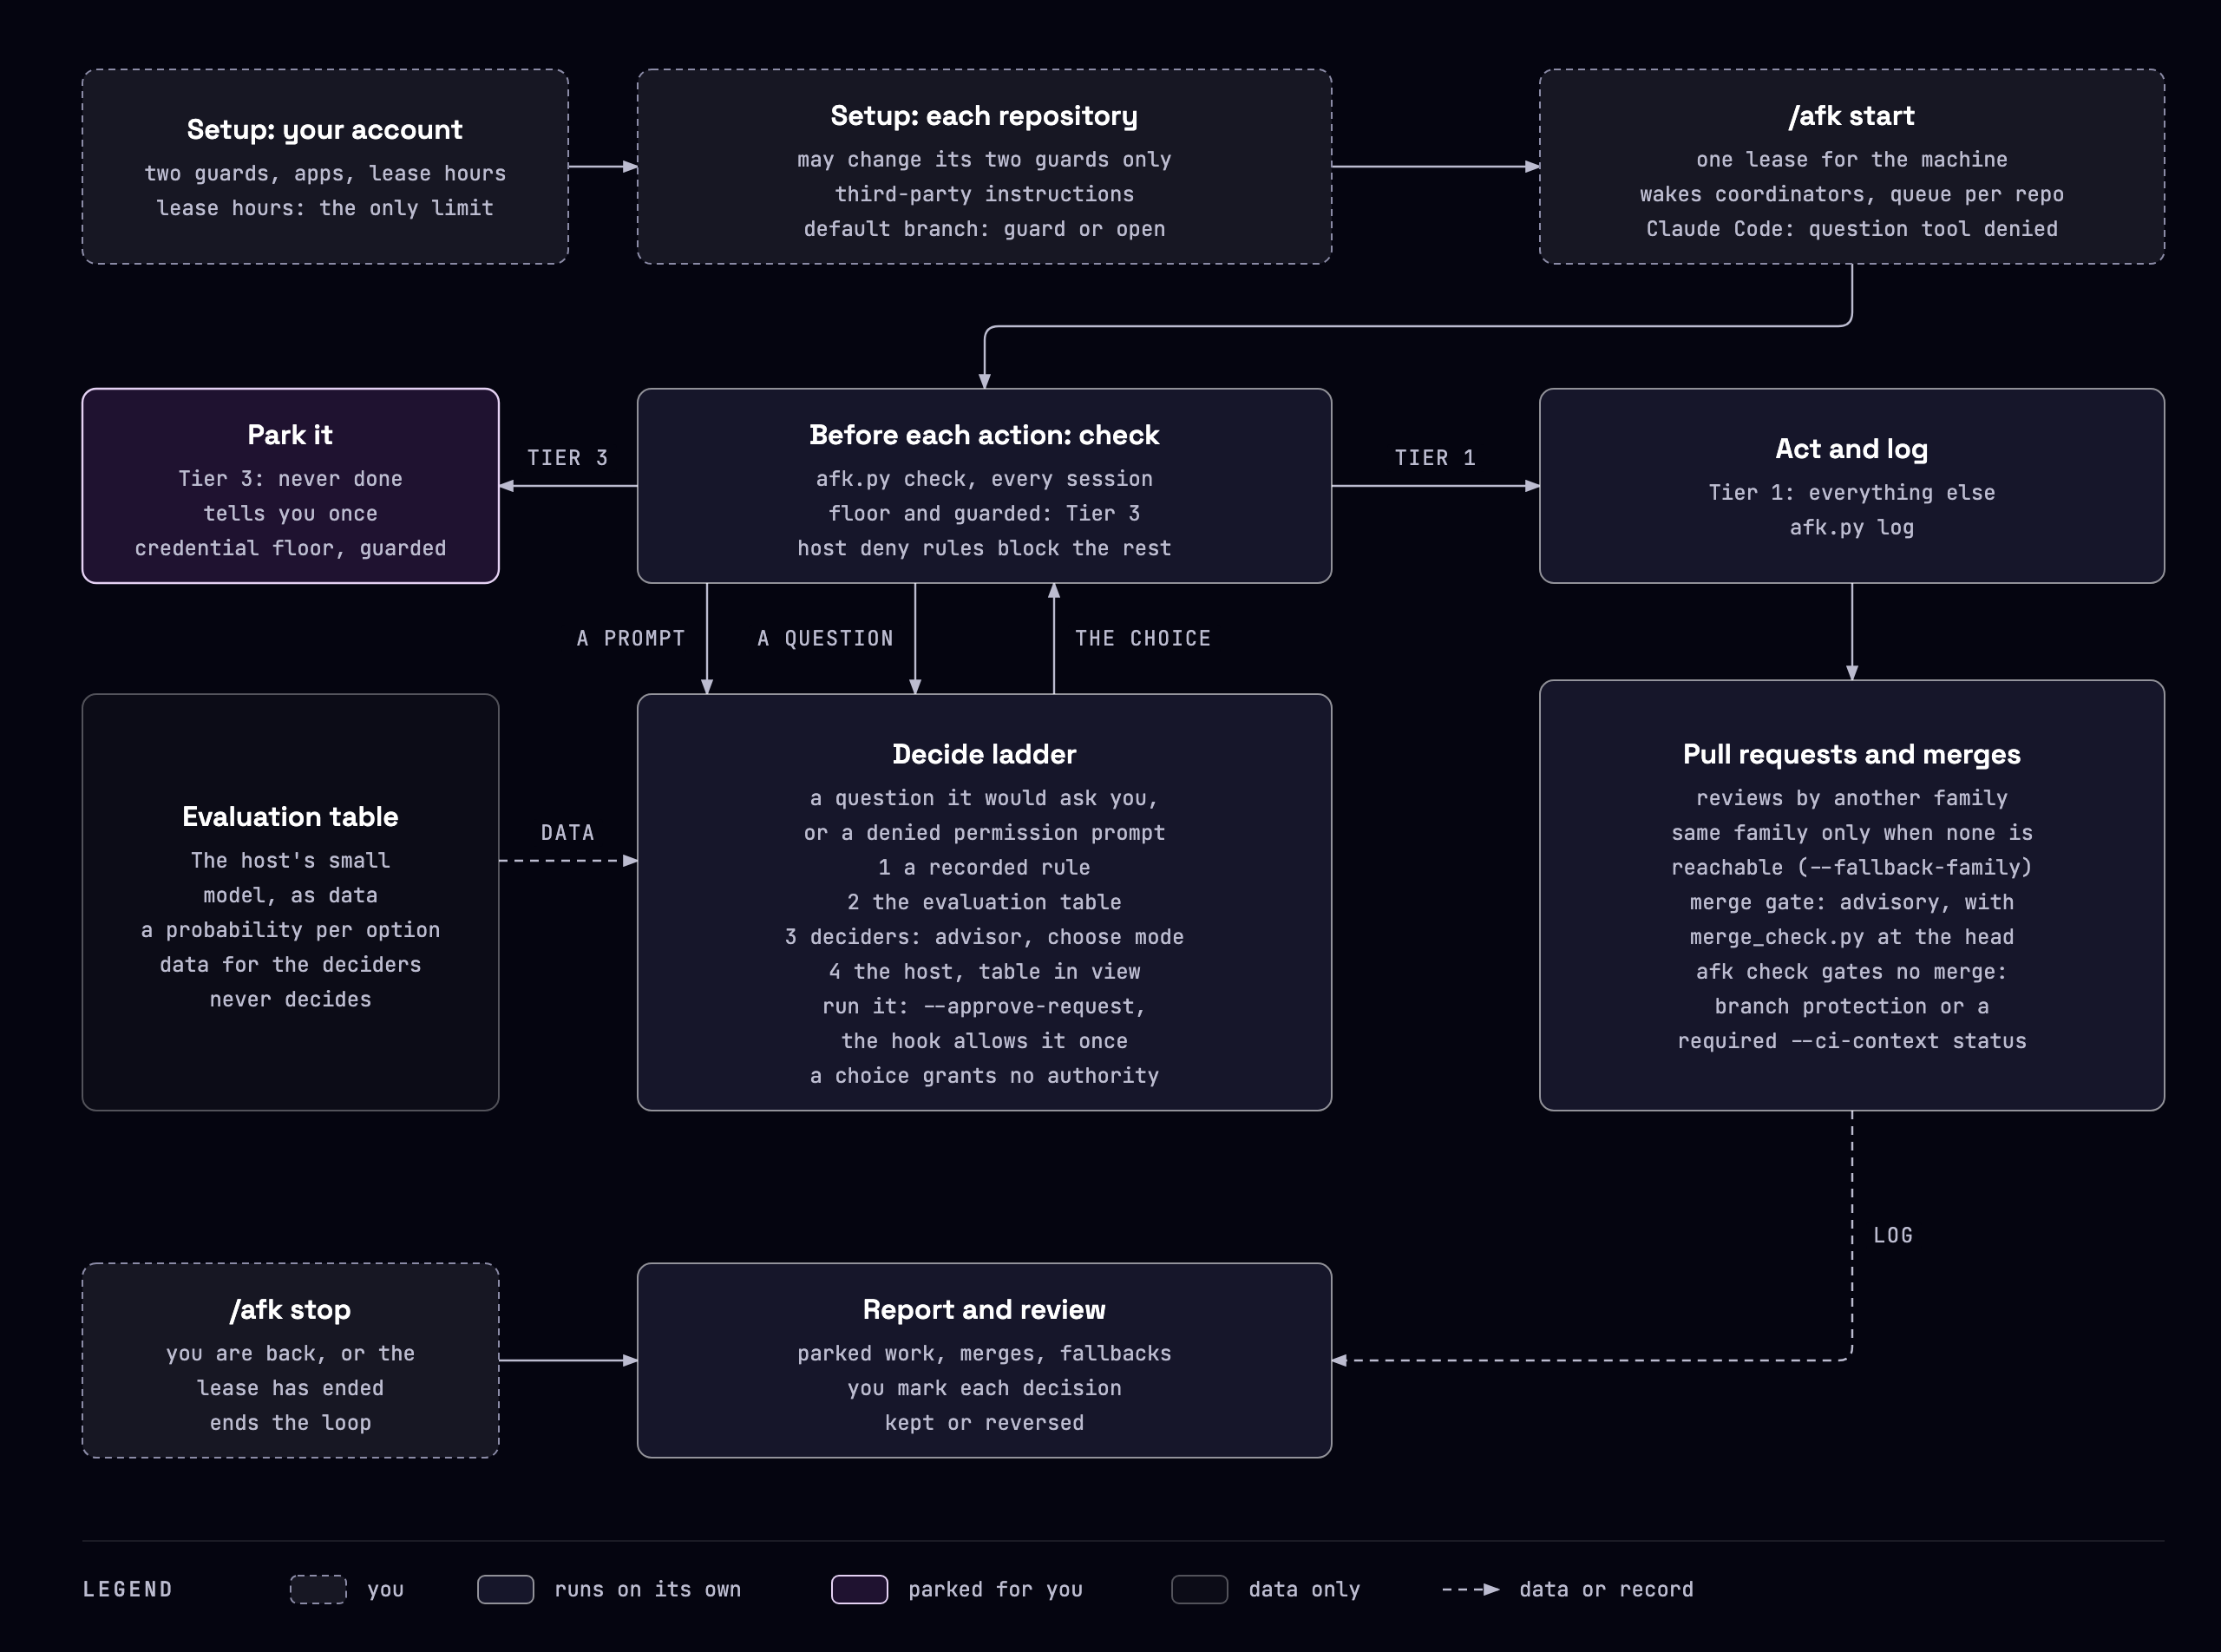 Setup: your account
two guards, apps, lease hours
lease hours: the only limit
Setup: each repository
may change its two guards only
third-party instructions
default branch: guard or open
/afk start
one lease for the machine
wakes coordinators, queue per repo
Claude Code: question tool denied
Park it
Tier 3: never done
tells you once
credential floor, guarded
TIER 3
Before each action: check
afk.py check, every session
floor and guarded: Tier 3
host deny rules block the rest
TIER 1
Act and log
Tier 1: everything else
afk.py log
A PROMPT
A QUESTION
THE CHOICE
Evaluation table
The host's small
model, as data
a probability per option
data for the deciders
never decides
DATA
Decide ladder
a question it would ask you,
or a denied permission prompt
1 a recorded rule
2 the evaluation table
3 deciders: advisor, choose mode
4 the host, table in view
run it: --approve-request,
the hook allows it once
a choice grants no authority
Pull requests and merges
reviews by another family
same family only when none is
reachable (--fallback-family)
merge gate: advisory, with
merge_check.py at the head
afk check gates no merge:
branch protection or a
required --ci-context status
LOG
/afk stop
you are back, or the
lease has ended
ends the loop
Report and review
parked work, merges, fallbacks
you mark each decision
kept or reversed
LEGEND
you
runs on its own
parked for you
data only
data or record